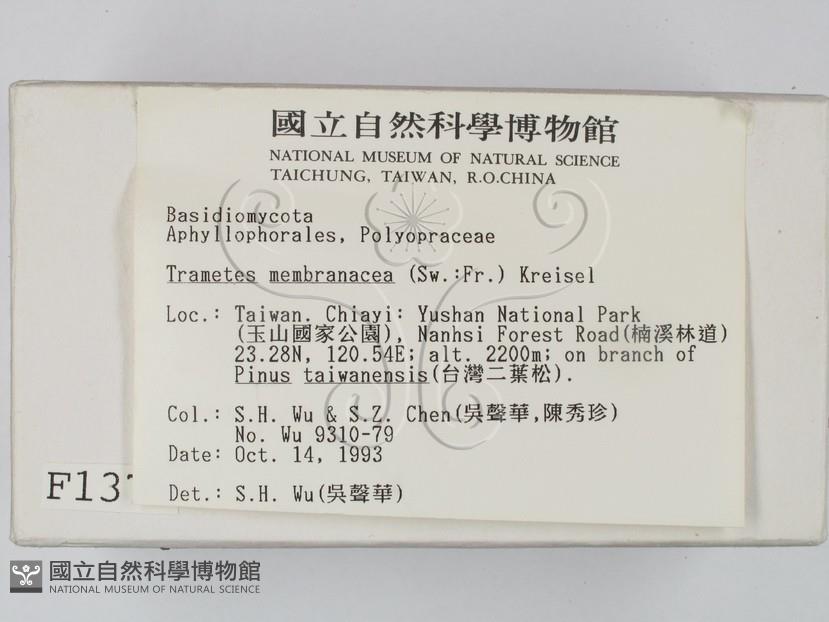 國立自然科學博物館
NATIONAL MUSEUM OF NATURAL SCIENCE
TAICHUNG, TAIWAN, R.O.CHINA
Basidiomycota
Aphyllophorales, Polyopraceae
Trametes membranacea (Sw.:Fr.) Kreisel
Loc.: Taiwan. Chiayi: Yushan National Park
(玉山國家公園), Nanhsi Forest Road(楠溪林道)
23.28N, 120.54E; alt. 2200m; on branch of
Pinus taiwanensis(台灣二葉松).
Col.: S.H. Wu & S.Z. Chen(吳聲華,陳秀珍)
No. Wu 9310-79
Date: Oct. 14, 1993
Det.: S.H. Wu(吳聲華)
國立自然科學博物館
NATIONAL MUSEUM OF NATURAL SCIENCE